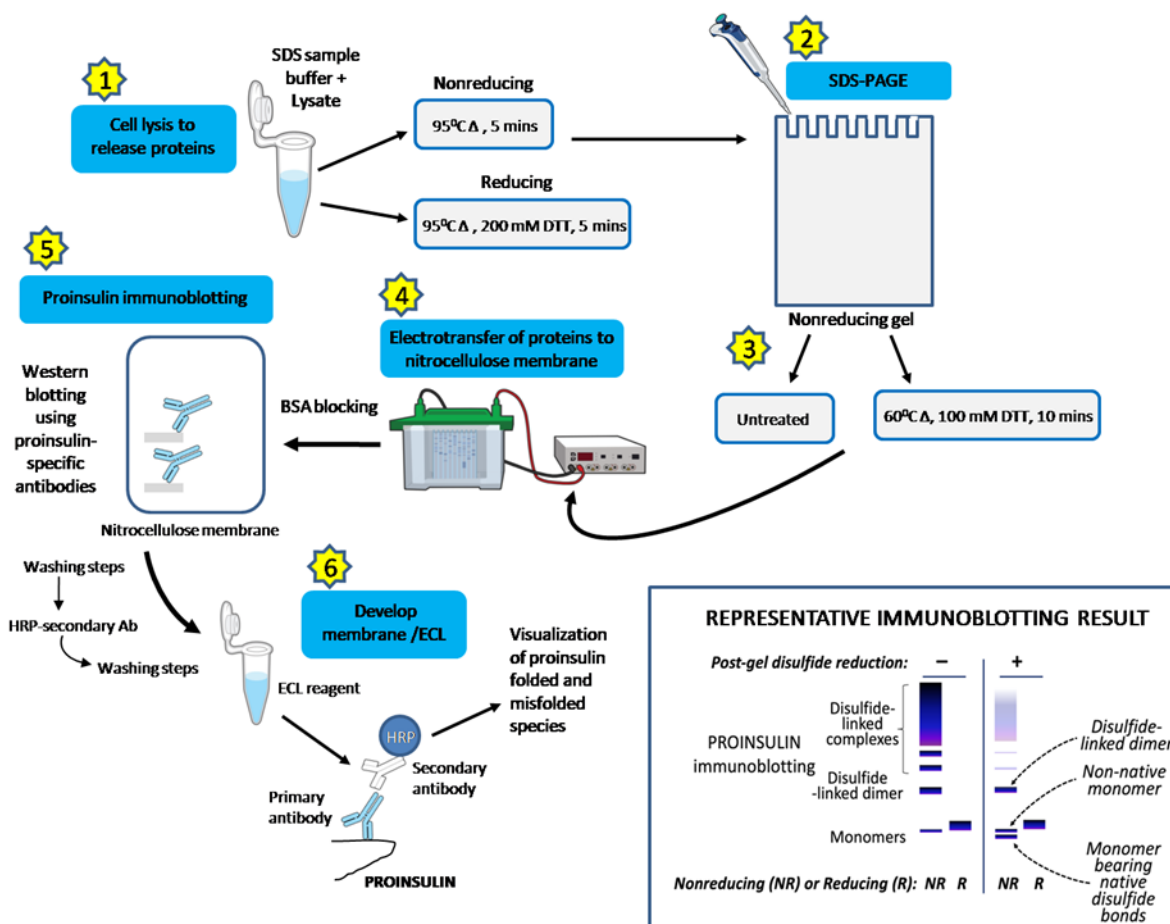 1
Cell lysis to
release proteins
SDS sample
buffer +
Lysate
Nonreducing
95⁰C Δ , 5 mins
Reducing
95⁰C Δ , 200 mM DTT, 5 mins
2
SDS-PAGE
Nonreducing gel
3
Untreated
60⁰C Δ, 100 mM DTT, 10 mins
4
Electrotransfer of proteins to
nitrocellulose membrane
BSA blocking
5
Proinsulin immunoblotting
Western
blotting
using
proinsulin-
specific
antibodies
Nitrocellulose membrane
Washing steps
HRP-secondary Ab
Washing steps
6
Develop
membrane /ECL
ECL reagent
Visualization
of proinsulin
folded and
misfolded
species
HRP
Secondary
antibody
Primary
antibody
PROINSULIN
REPRESENTATIVE IMMUNOBLOTTING RESULT
Post-gel disulfide reduction: – +
PROINSULIN
immunoblotting
Disulfide-
linked
complexes
Disulfide
-linked dimer
Monomers
Disulfide-
linked dimer
Non-native
monomer
Monomer
bearing
native
disulfide
bonds
Nonreducing (NR) or Reducing (R): NR R NR R